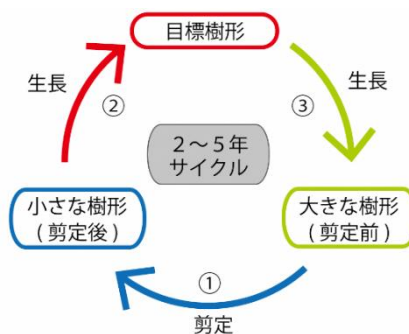 目標樹形
生長
②
生長
③
２～５年
サイクル
小さな樹形
(剪定後)
大きな樹形
(剪定前)
①
剪定